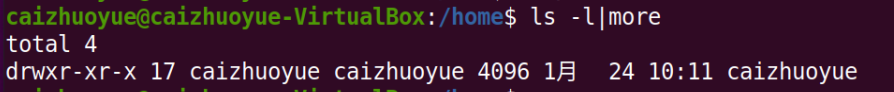 caizhuoyue@caizhuoyue-VirtualBox:/home$ ls -l|more
total 4
drwxr-xr-x 17 caizhuoyue caizhuoyue 4096 1月  24 10:11 caizhuoyue